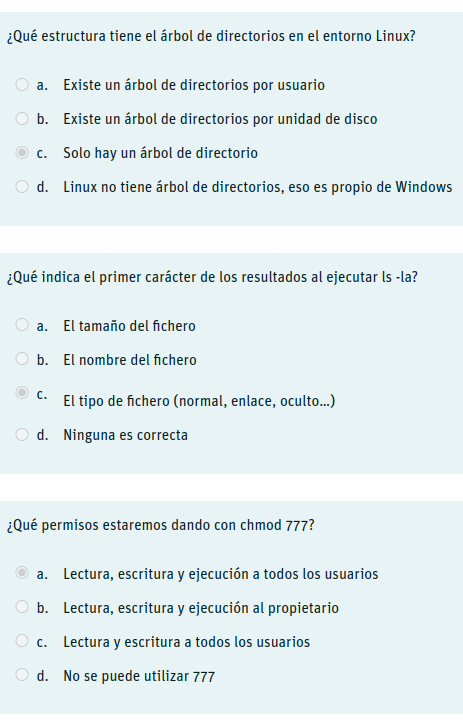 ¿Qué estructura tiene el árbol de directorios en el entorno Linux?
a. Existe un árbol de directorios por usuario
b. Existe un árbol de directorios por unidad de disco
c. Solo hay un árbol de directorio
d. Linux no tiene árbol de directorios, eso es propio de Windows
¿Qué indica el primer carácter de los resultados al ejecutar ls -la?
a. El tamaño del fichero
b. El nombre del fichero
c. El tipo de fichero (normal, enlace, oculto...)
d. Ninguna es correcta
¿Qué permisos estaremos dando con chmod 777?
a. Lectura, escritura y ejecución a todos los usuarios
b. Lectura, escritura y ejecución al propietario
c. Lectura y escritura a todos los usuarios
d. No se puede utilizar 777